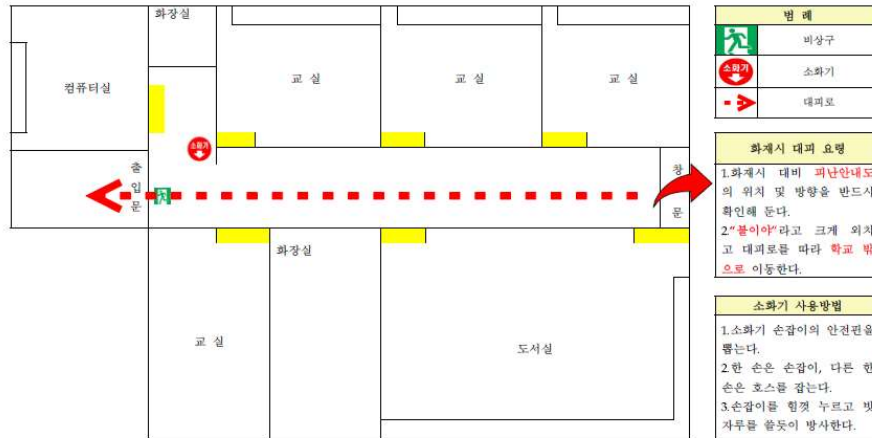 화장실
컴퓨터실
교 실
교 실
교 실
소화기
출
입
문
창
문
화장실
교 실
도서실
범 례
비상구
소화기
소화기
대피로
화재시 대피 요령
1.화재시 대비 피난안내도
의 위치 및 방향을 반드시
확인해 둔다.
2."불이야"라고 크게 외치
고 대피로를 따라 학교 밖
으로 이동한다.
소화기 사용방법
1.소화기 손잡이의 안전핀을
뽑는다.
2.한 손은 손잡이, 다른 한
손은 호스를 잡는다.
3.손잡이를 힘껏 누르고 빗
자루를 쓸듯이 방사한다.